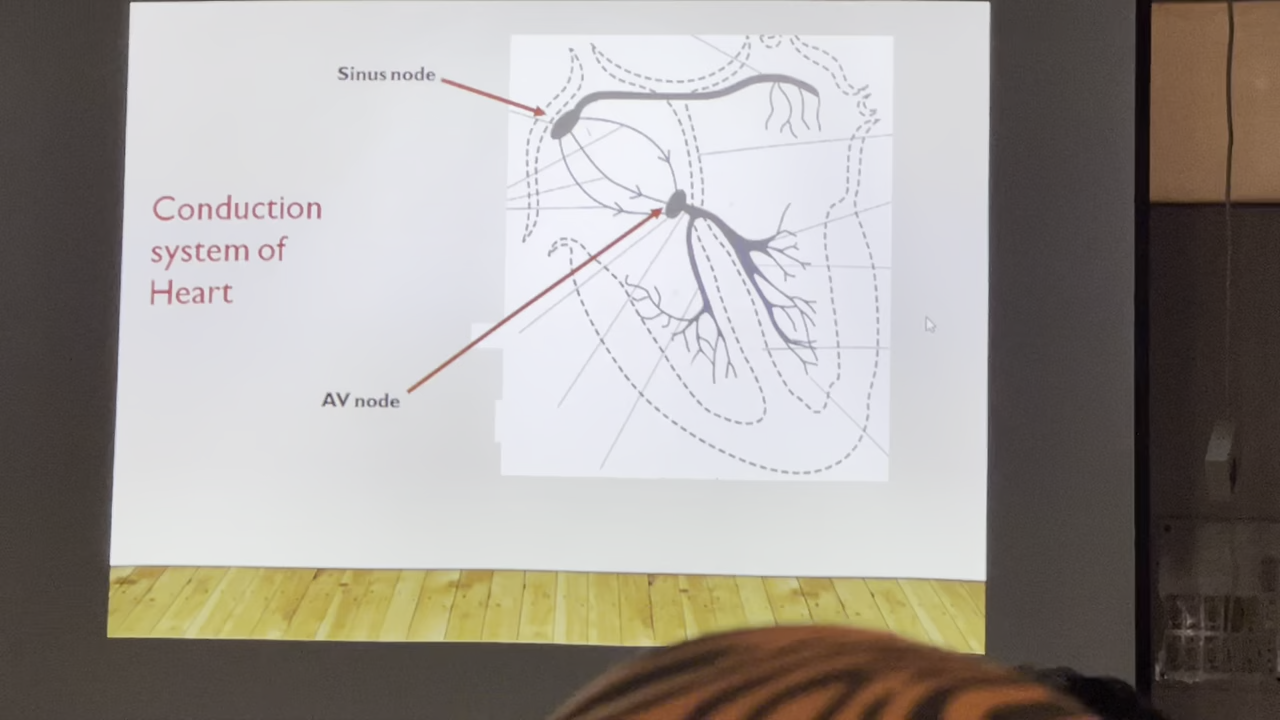 Sinus node
Conduction
system of
Heart
AV node